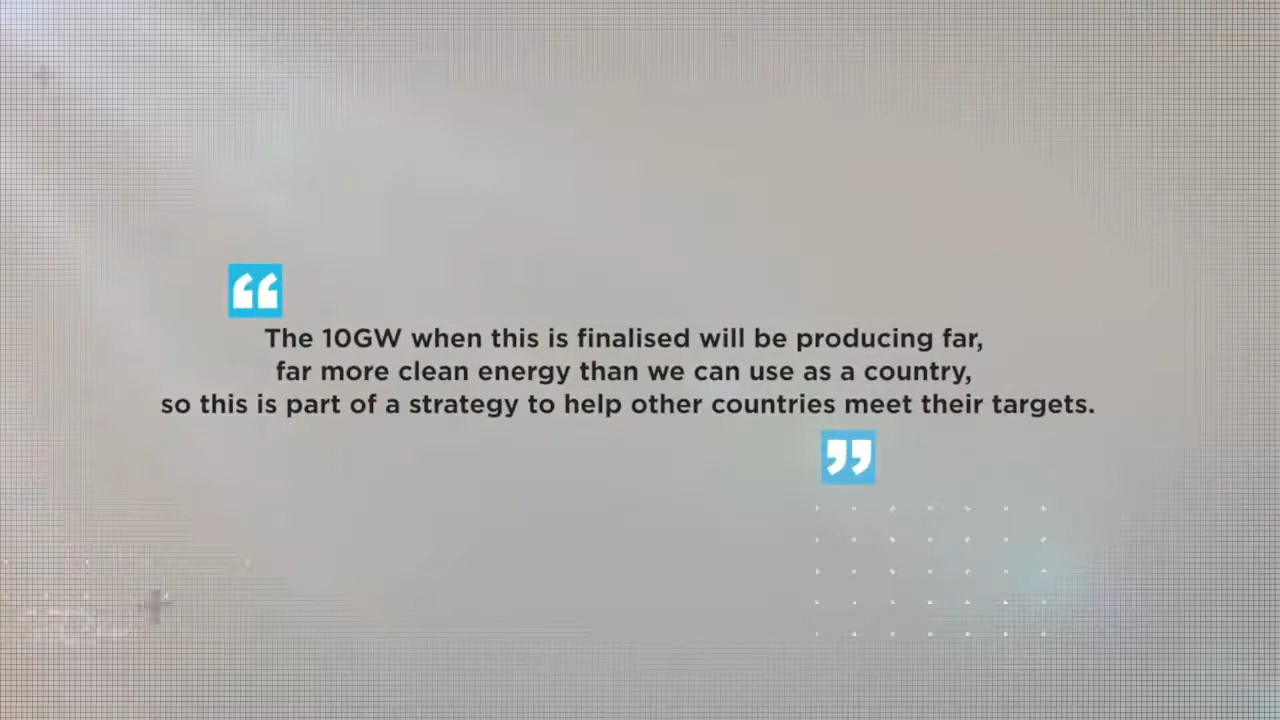 “
The 10GW when this is finalised will be producing far,
far more clean energy than we can use as a country,
so this is part of a strategy to help other countries meet their targets.
”